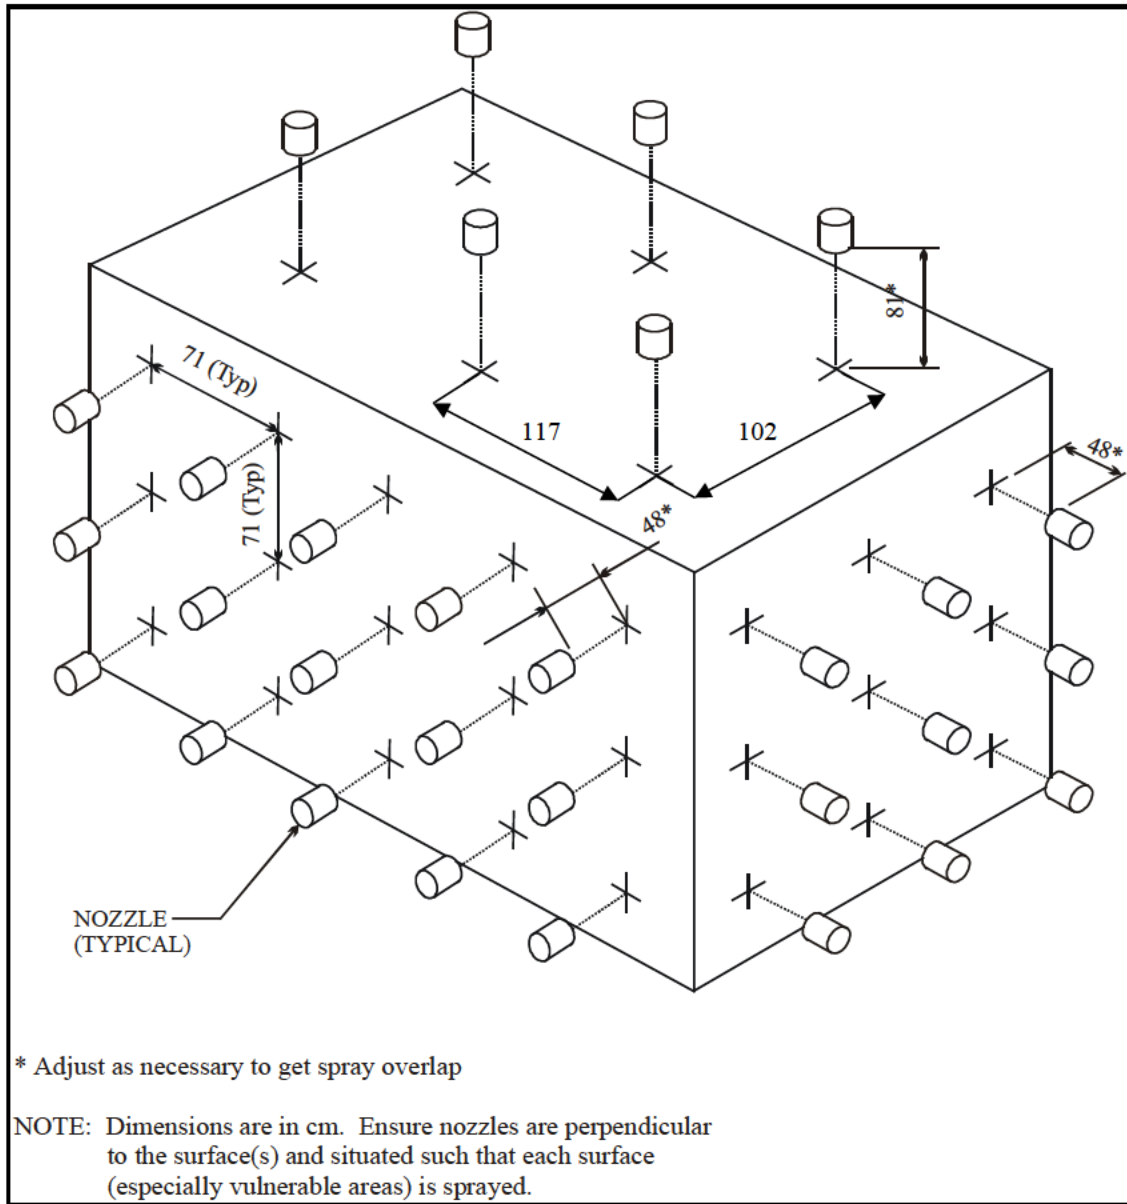 81*
71 (Typ)
117
102
48*
71 (Typ)
48*
NOZZLE
(TYPICAL)
* Adjust as necessary to get spray overlap
NOTE: Dimensions are in cm. Ensure nozzles are perpendicular
to the surface(s) and situated such that each surface
(especially vulnerable areas) is sprayed.